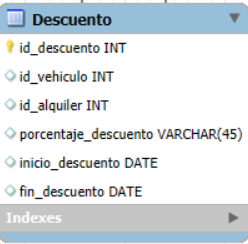 Descuento
id_descuento INT
id_vehiculo INT
id_alquiler INT
porcentaje_descuento VARCHAR(45)
inicio_descuento DATE
fin_descuento DATE
Indexes